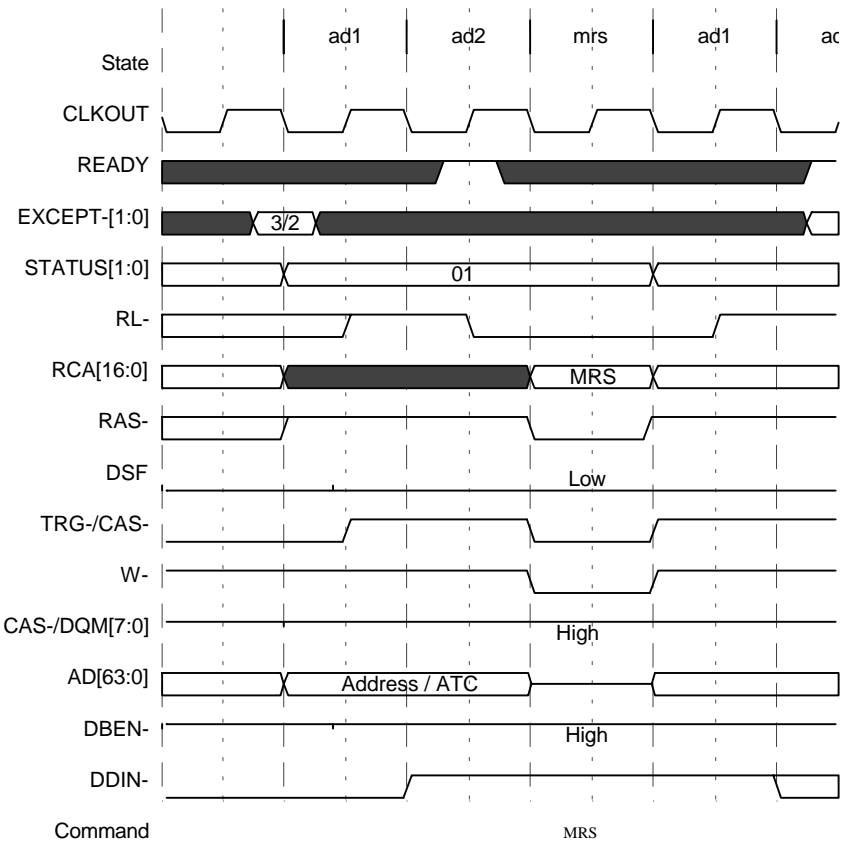 ad1 ad2 mrs ad1 ad
State
CLKOUT
READY
EXCEPT-[1:0] 3/2
STATUS[1:0] 01
RL-
RCA[16:0] MRS
RAS-
DSF Low
TRG-/CAS-
W-
CAS-/DQM[7:0] High
AD[63:0] Address / ATC
DBEN- High
DDIN-
Command MRS